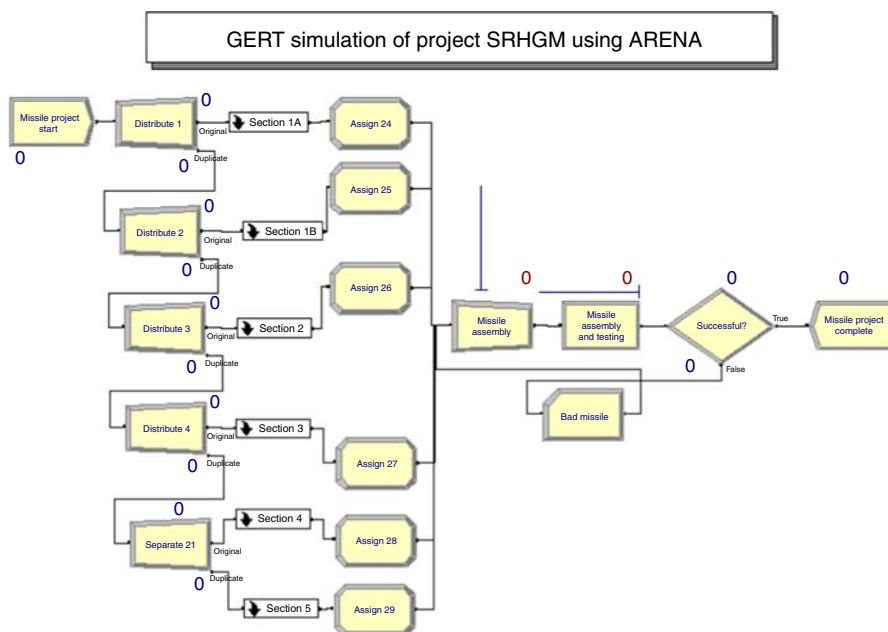 GERT simulation of project SRHGM using ARENA
Missile project
start
0
Distribute 1
0
Original
0
Duplicate
Section 1A
Assign 24
Distribute 2
0
Original
0
Duplicate
Section 1B
Assign 25
Distribute 3
0
Original
0
Duplicate
Section 2
Assign 26
Distribute 4
0
Original
0
Duplicate
Section 3
Assign 27
Separate 21
0
Original
0
Duplicate
Section 4
Assign 28
Section 5
Assign 29
Missile
assembly
0
Missile
assembly
and testing
0
Successful?
0
True
0
False
Missile project
complete
0
Bad missile